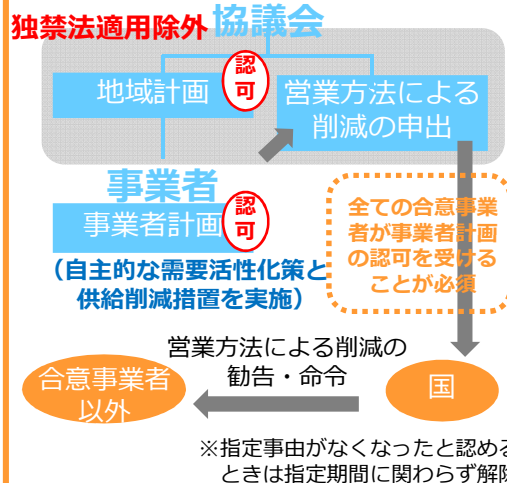 独禁法適用除外
協議会
地域計画
認
可
営業方法による
削減の申出
事業者
事業者計画
認
可
（自主的な需要活性化策と
供給削減措置を実施）
全ての合意事業
者が事業者計画
の認可を受ける
ことが必須
営業方法による削減の
勧告・命令
合意事業者
以外
国
※指定事由がなくなったと認める
ときは指定期間に関わらず解除